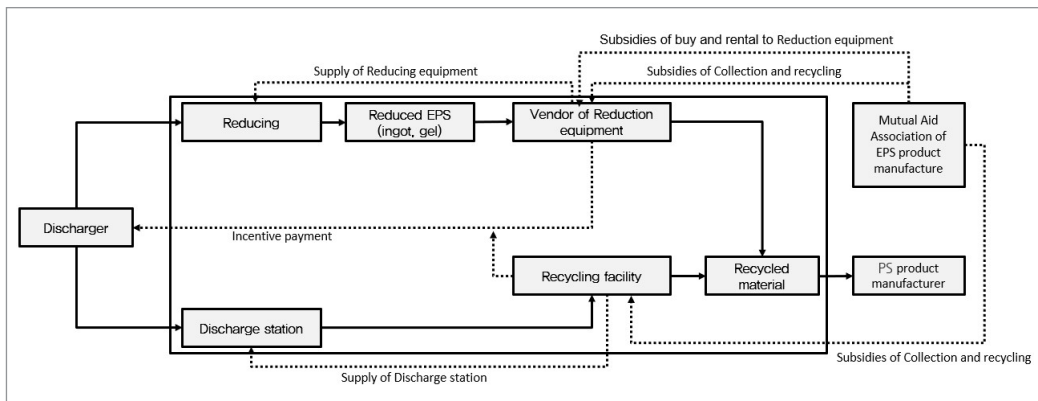 Subsidies of buy and rental to Reduction equipment
Supply of Reducing equipment
Subsidies of Collection and recycling
Reducing
Reduced EPS
(ingot, gel)
Vendor of Reduction
equipment
Mutual Aid
Association of
EPS product
manufacture
Discharger
Incentive payment
Recycling facility
Recycled
material
PS product
manufacturer
Discharge station
Subsidies of Collection and recycling
Supply of Discharge station